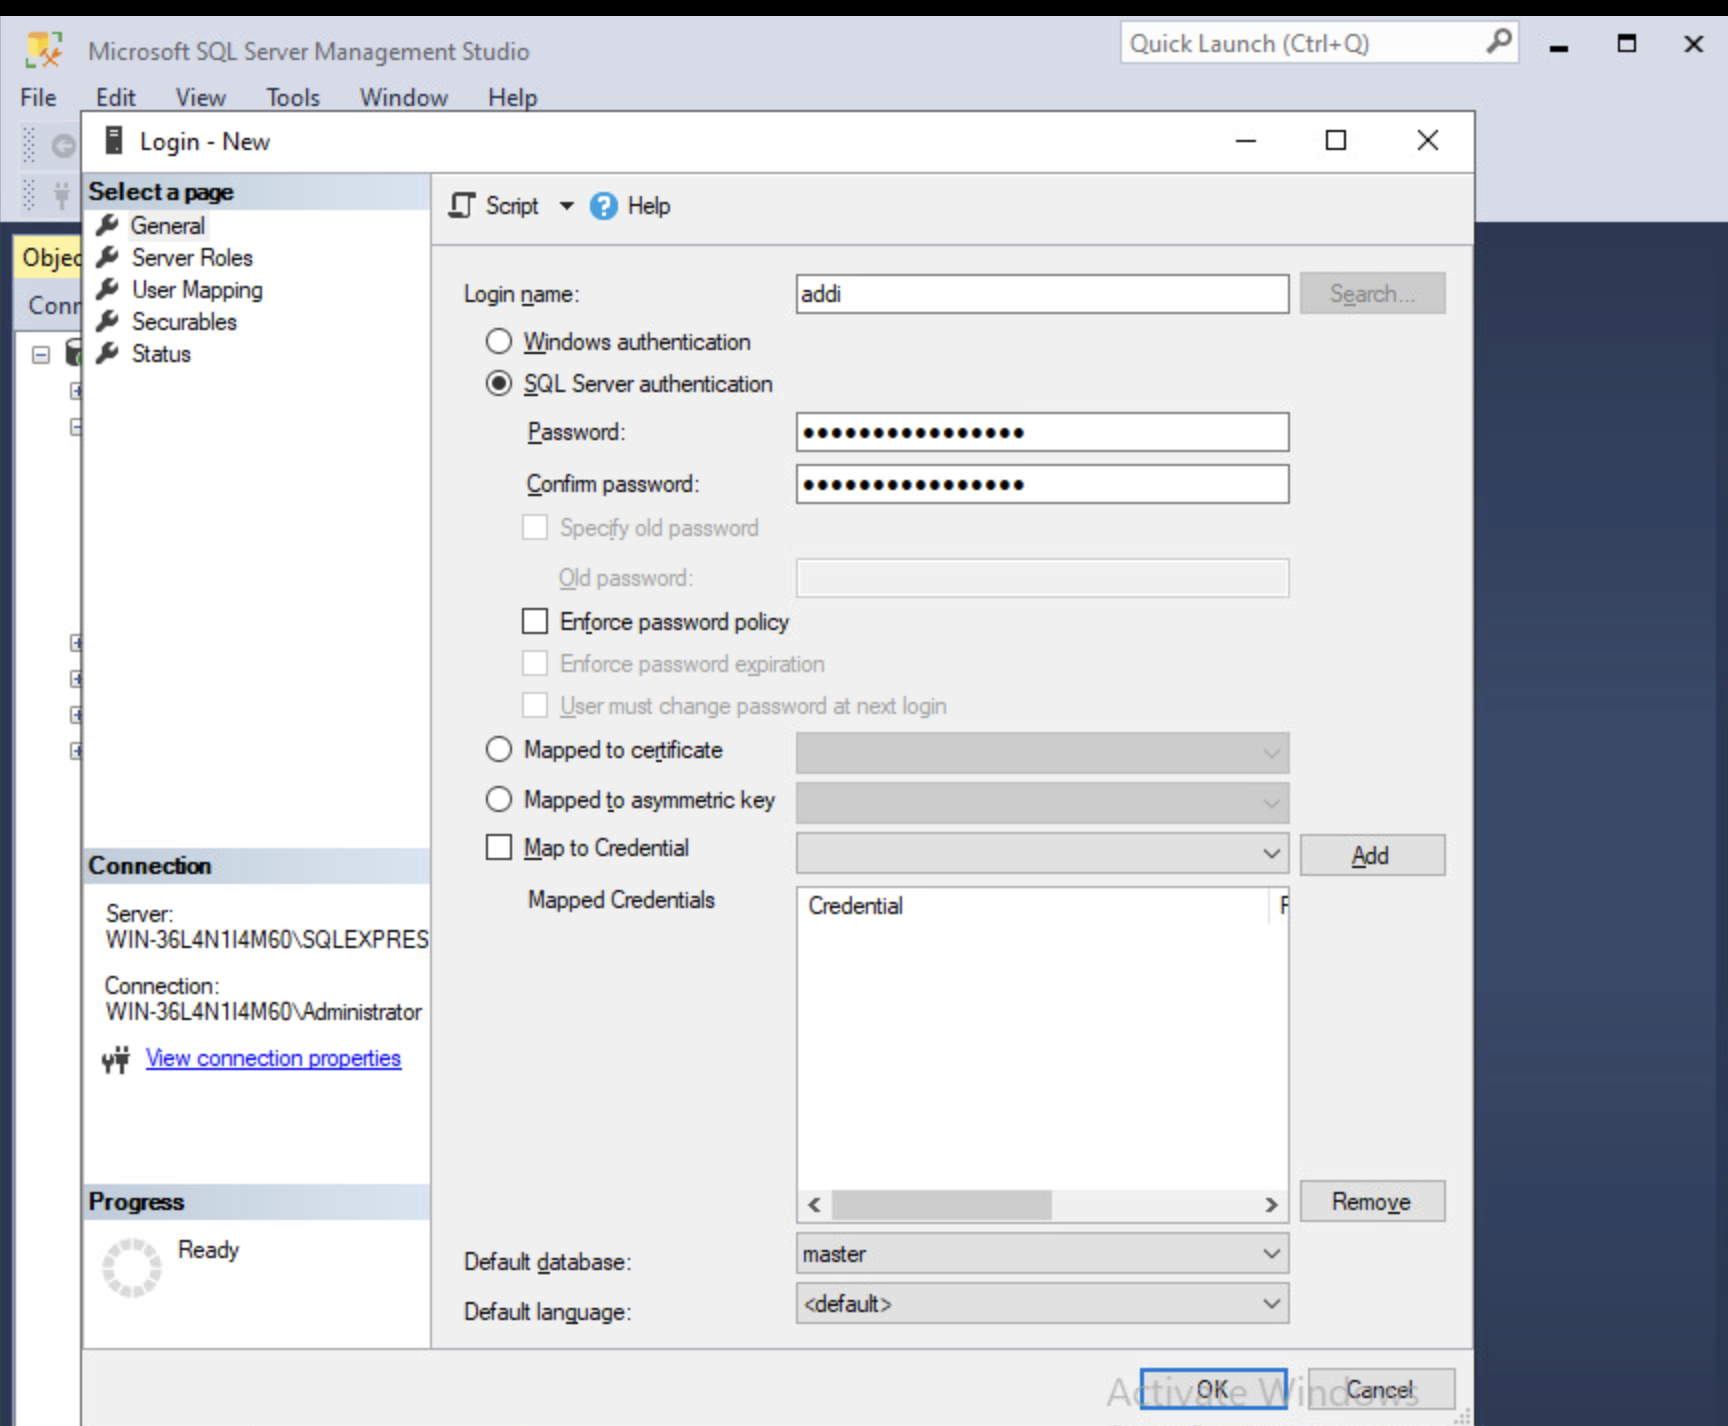 Microsoft SQL Server Management Studio
Quick Launch (Ctrl+Q)
File Edit View Tools Window Help
Login - New
Select a page
General
Server Roles
User Mapping
Securables
Status
Objec
Conn
Script Help
Login name: addi Search...
Windows authentication
SQL Server authentication
Password: ••••••••••••••••
Confirm password: ••••••••••••••••
Specify old password
Old password:
Enforce password policy
Enforce password expiration
User must change password at next login
Mapped to certificate
Mapped to asymmetric key
Map to Credential Add
Mapped Credentials Credential
Remove
Default database: master
Default language: <default>
Connection
Server:
WIN-36L4N1I4M60\SQLEXPRES
Connection:
WIN-36L4N1I4M60\Administrator
View connection properties
Progress
Ready
OK Cancel
Activate Windows